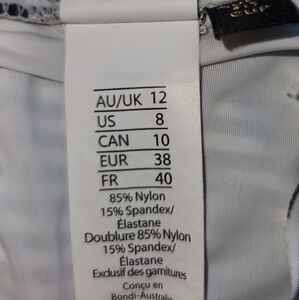 AU/UK 12
US 8
CAN 10
EUR 38
FR 40
85% Nylon
15% Spandex/
Élastane
Doublure 85% Nylon
15% Spandex/
Élastane
Exclusif des garnitures
Conçu en
Bondi-Australie